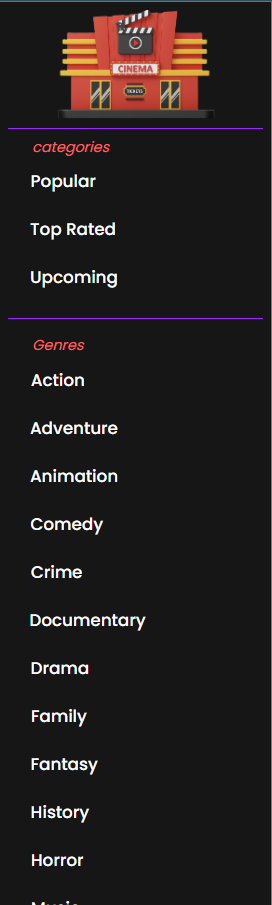 CINEMA
TICKETS
categories
Popular
Top Rated
Upcoming
Genres
Action
Adventure
Animation
Comedy
Crime
Documentary
Drama
Family
Fantasy
History
Horror
Music